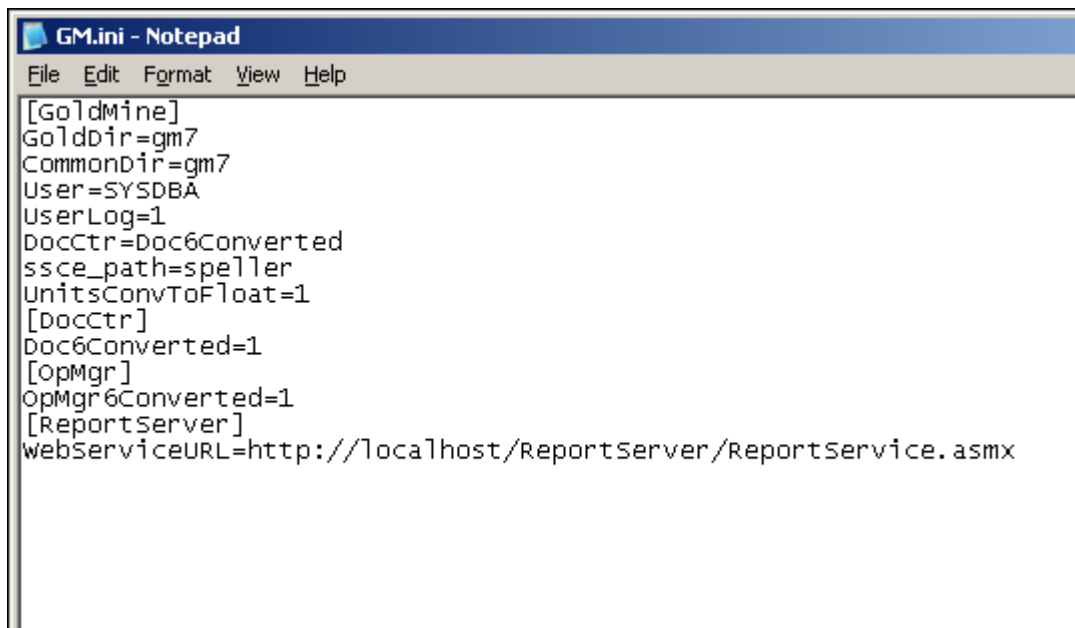 GM.ini - Notepad
File Edit Format View Help
[GoldMine]
GoldDir=gm7
CommonDir=gm7
User=SYSDBA
UserLog=1
DocCtr=Doc6Converted
ssce_path=speller
UnitsConvToFloat=1
[DocCtr]
Doc6Converted=1
[OpMgr]
OpMgr6Converted=1
[ReportServer]
WebServiceURL=http://localhost/ReportServer/ReportService.asmx